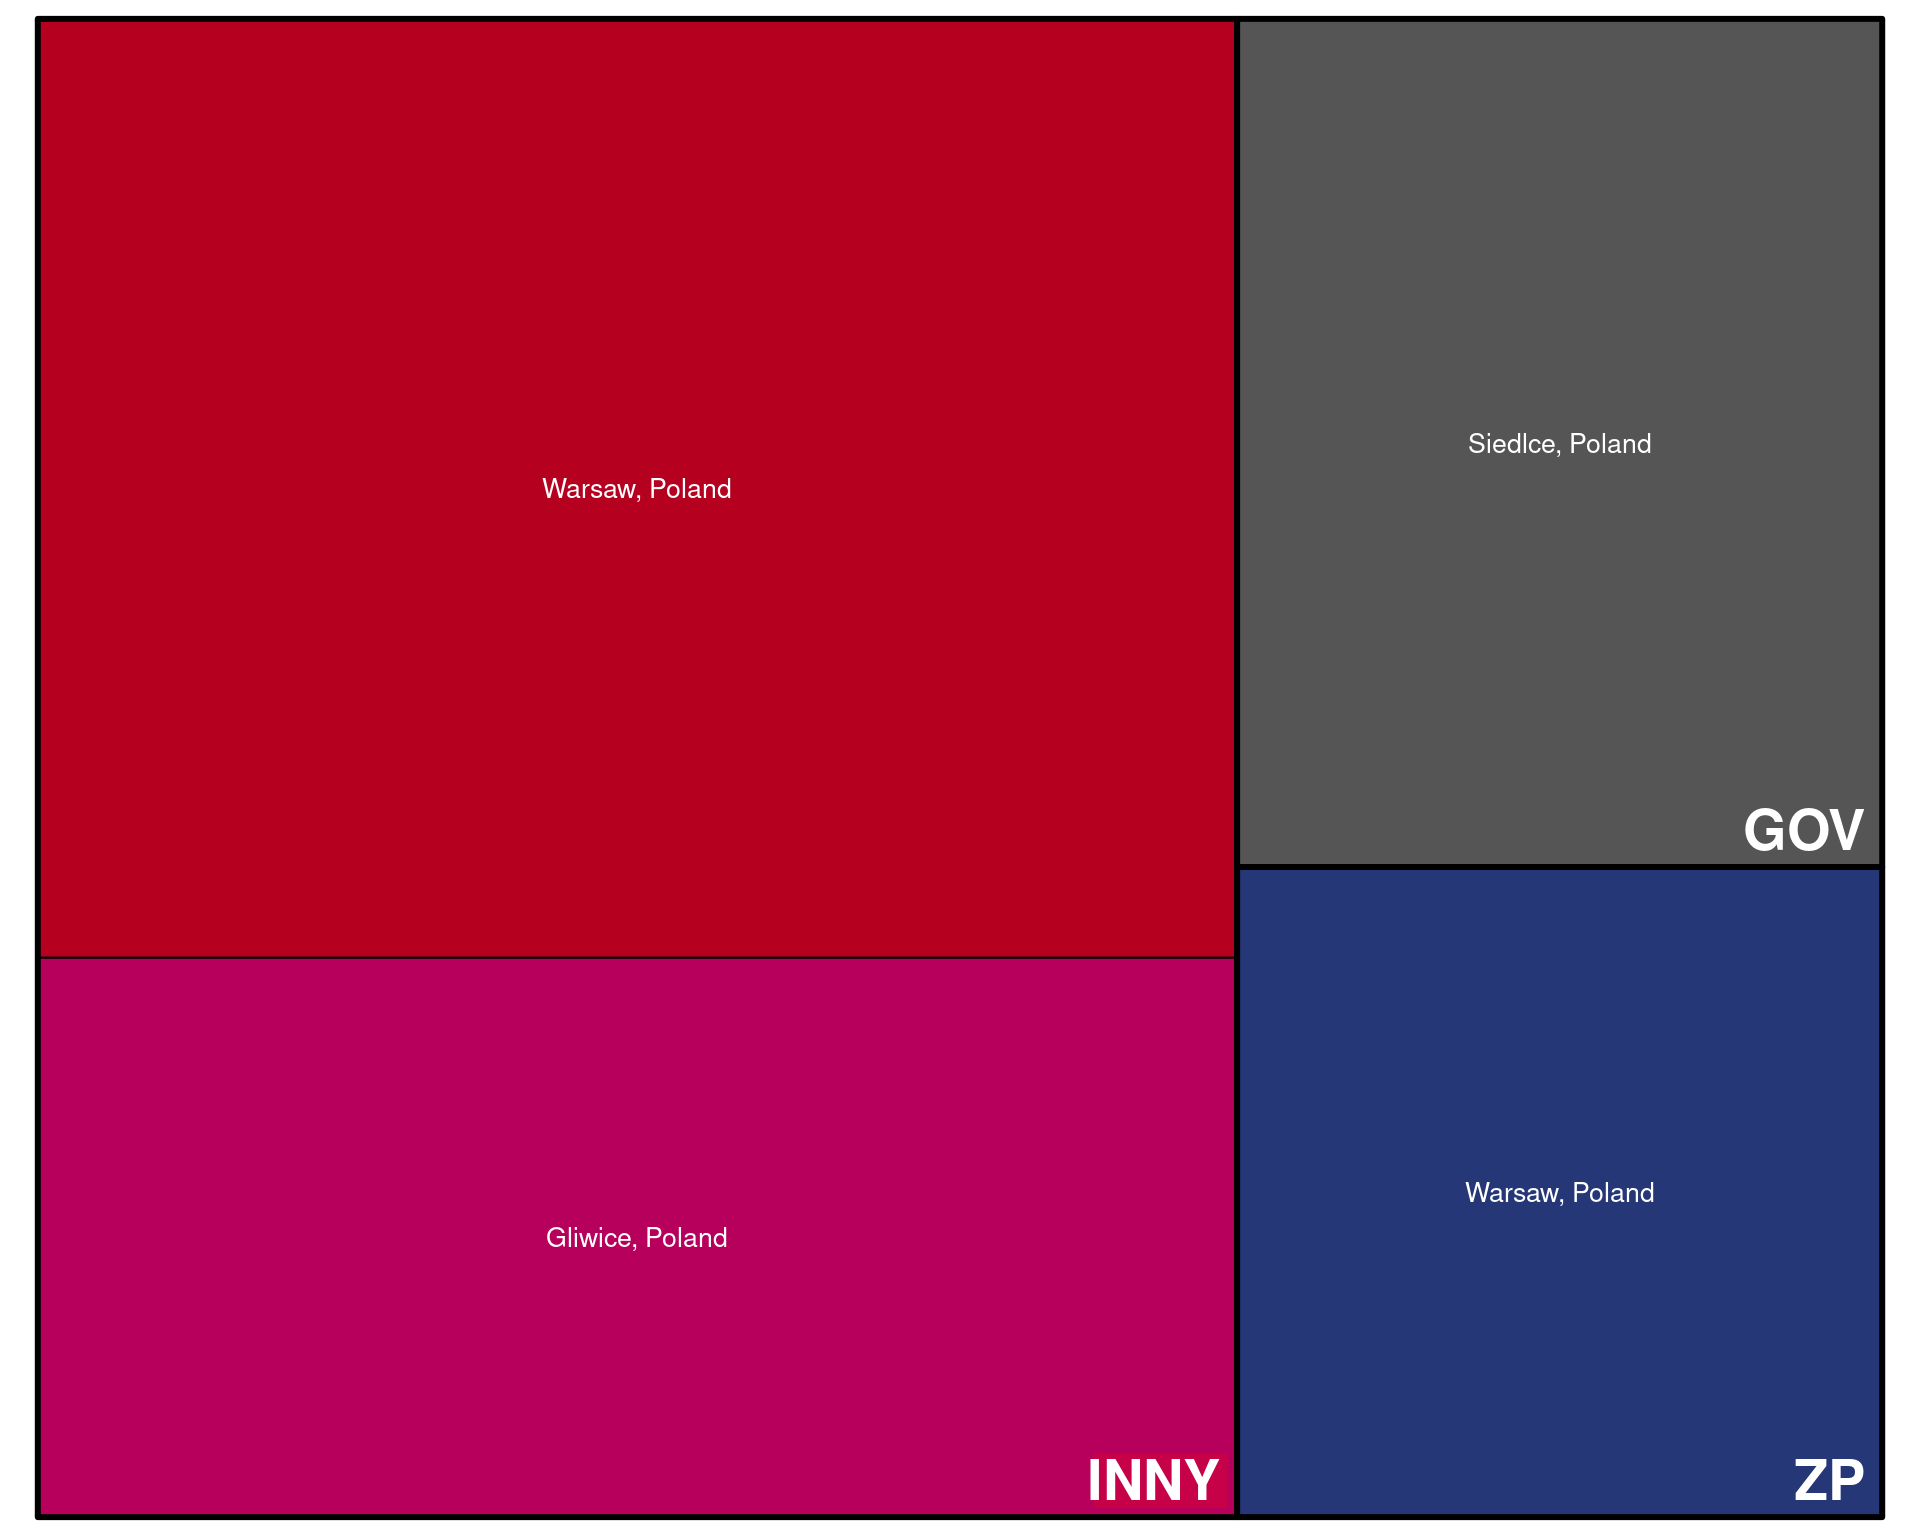 Warsaw, Poland
Gliwice, Poland
INNY
Siedlce, Poland
GOV
Warsaw, Poland
ZP